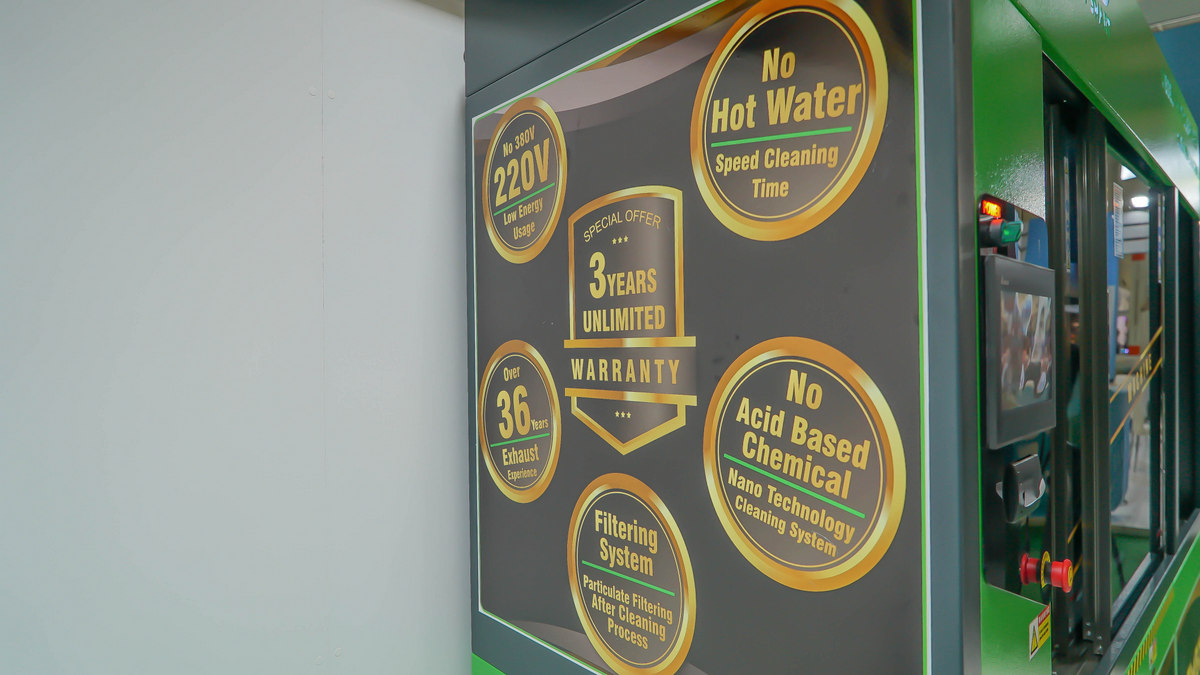 No 380V
220V
Low Energy
Usage
No
Hot Water
Speed Cleaning
Time
SPECIAL OFFER
3 YEARS
UNLIMITED
WARRANTY
Over
36 Years
Exhaust
Experience
No
Acid Based
Chemical
Nano Technology
Cleaning System
Filtering
System
Particulate Filtering
After Cleaning
Process
POWER